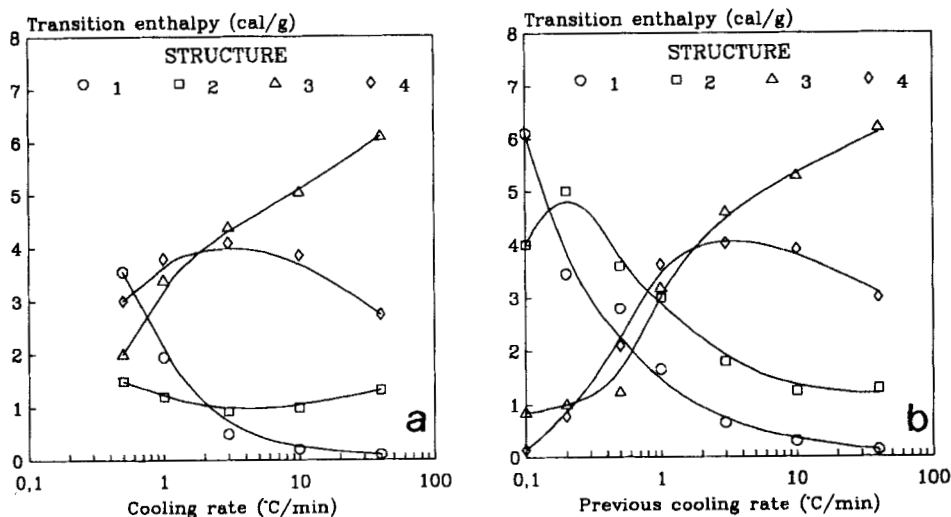 Transition enthalpy (cal/g)
8
7
6
5
4
3
2
1
0
STRUCTURE
1 2 3 4
a
0,1 1 10 100
Cooling rate (°C/min)
Transition enthalpy (cal/g)
8
7
6
5
4
3
2
1
0
STRUCTURE
1 2 3 4
b
0,1 1 10 100
Previous cooling rate (°C/min)